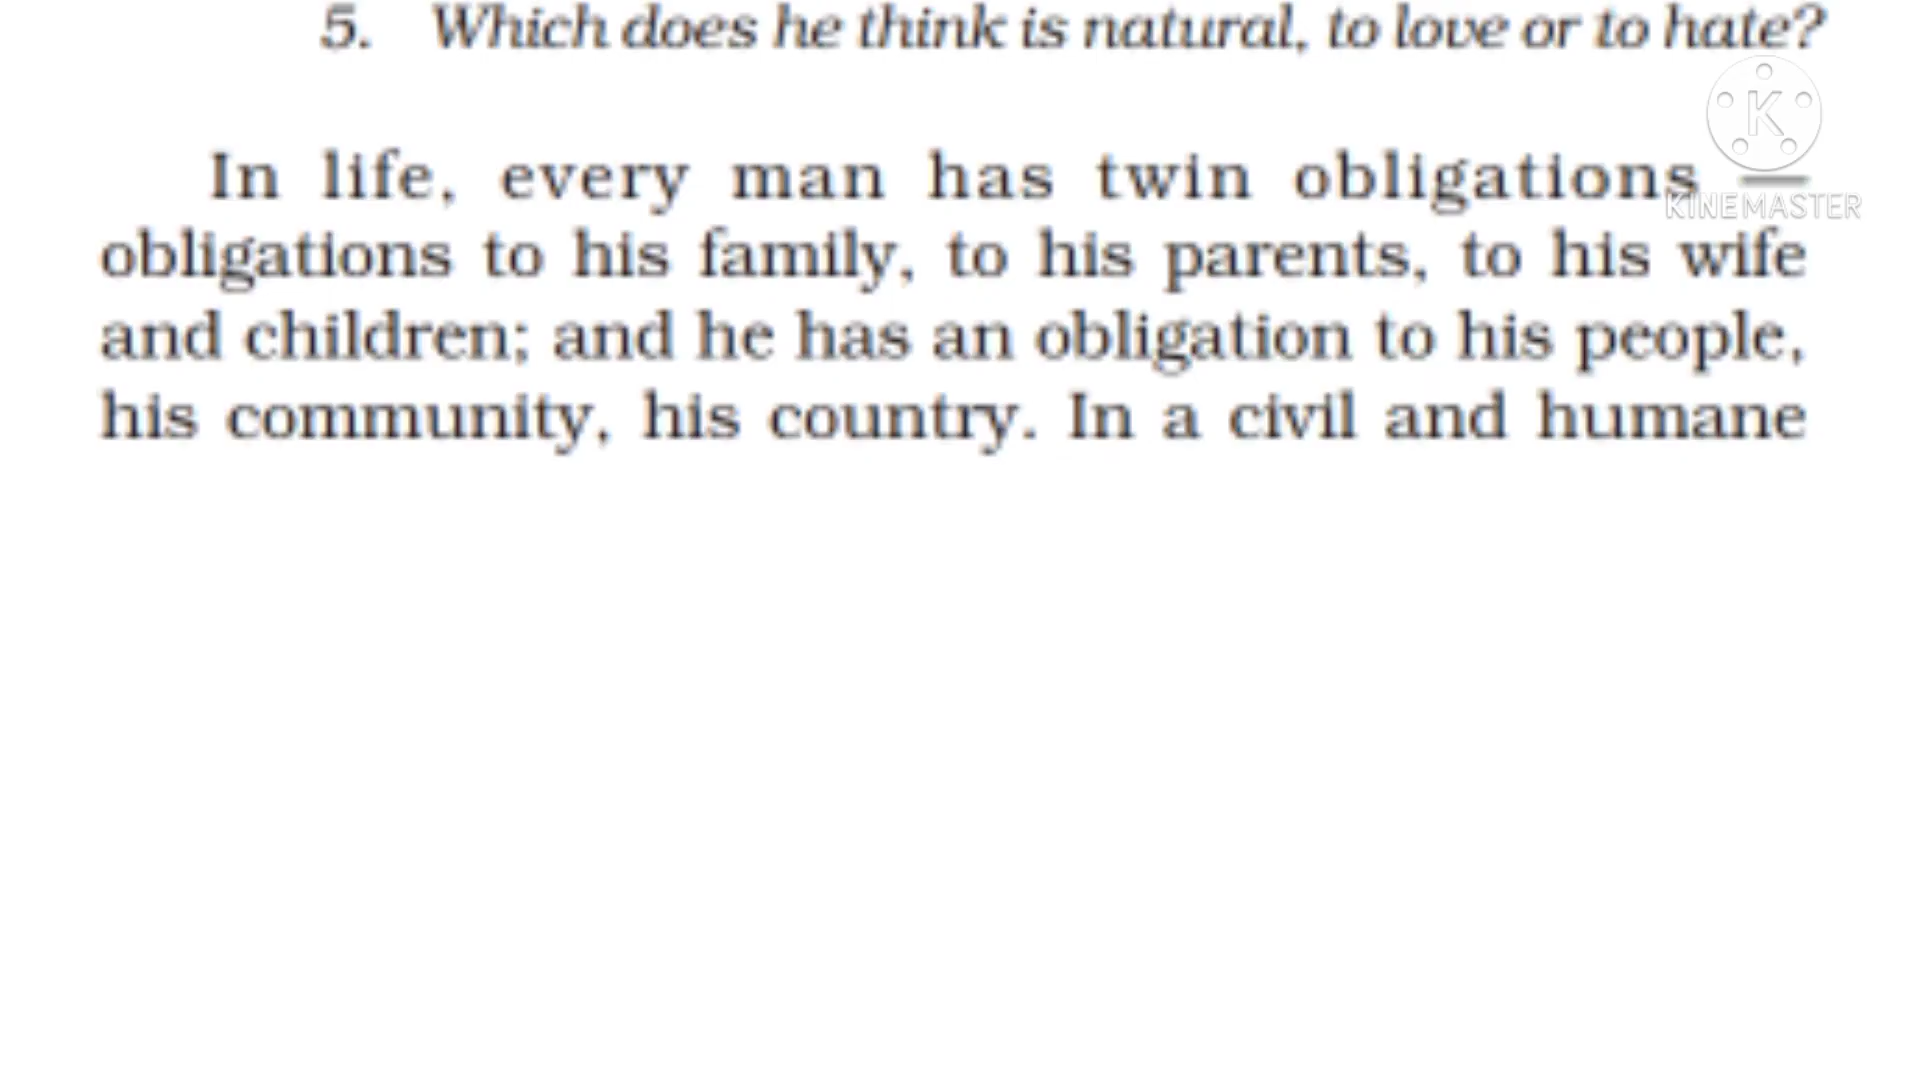 5. Which does he think is natural, to love or to hate?
In life, every man has twin obligations
obligations to his family, to his parents, to his wife
and children; and he has an obligation to his people,
his community, his country. In a civil and humane
K
KINEMASTER